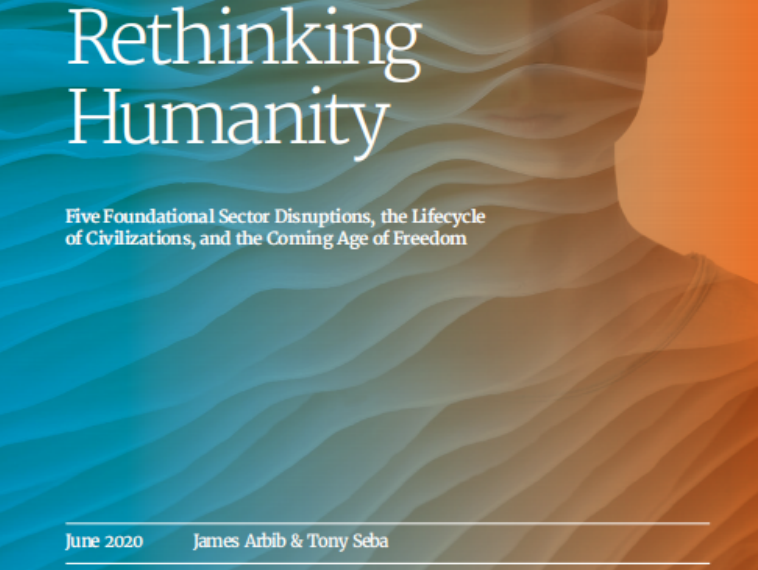 Rethinking
Humanity
Five Foundational Sector Disruptions, the Lifecycle
of Civilizations, and the Coming Age of Freedom
June 2020 James Arbib & Tony Seba